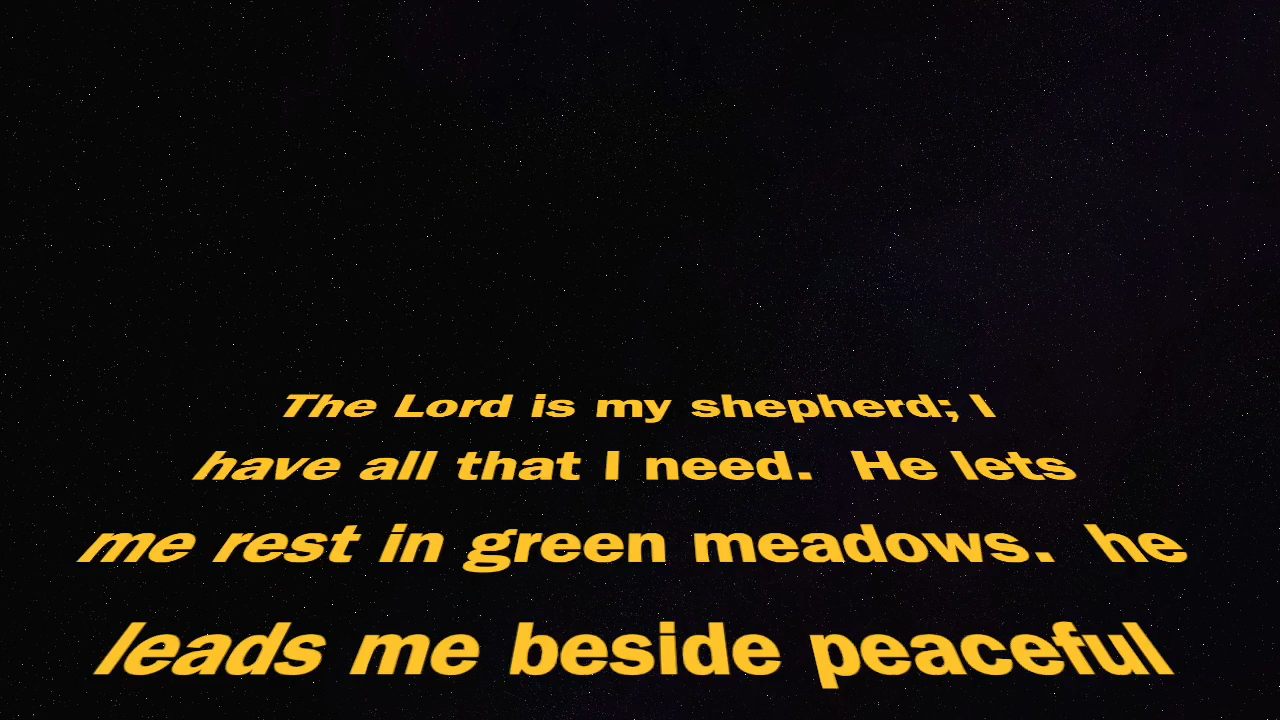 The Lord is my shepherd; I
have all that I need.  He lets
me rest in green meadows.  he
leads me beside peaceful